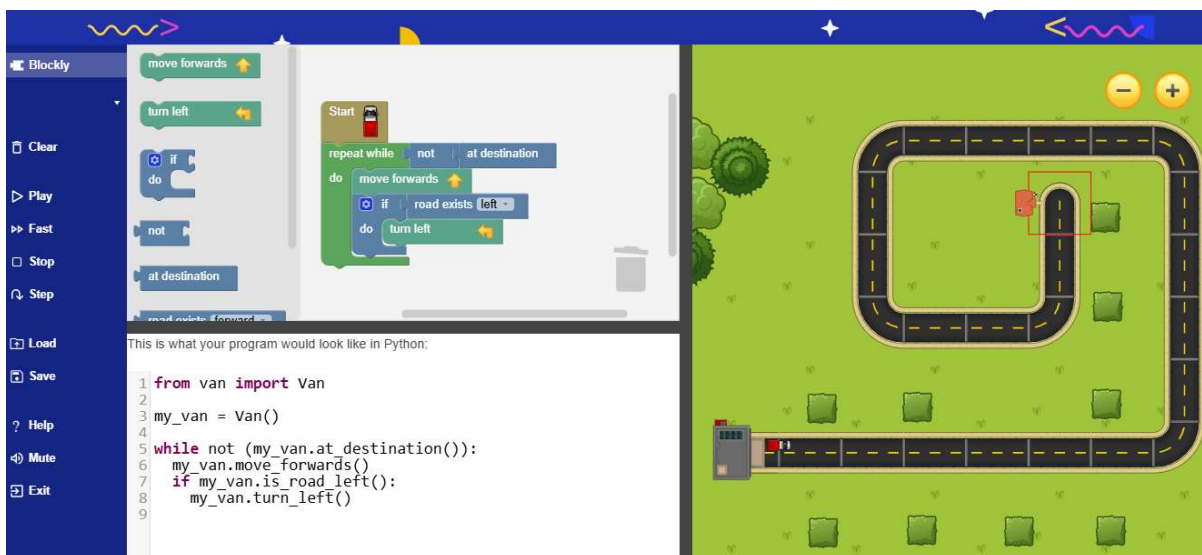 Blockly
Clear
Play
Fast
Stop
Step
Load
Save
? Help
Mute
Exit
move forwards
turn left
if
do
not
at destination
road exists forward
Start
repeat while not at destination
do move forwards
if road exists left
do turn left
This is what your program would look like in Python:
1 from van import Van
2
3 my_van = Van()
4
5 while not (my_van.at_destination()):
6 my_van.move_forwards()
7 if my_van.is_road_left():
8 my_van.turn_left()
9